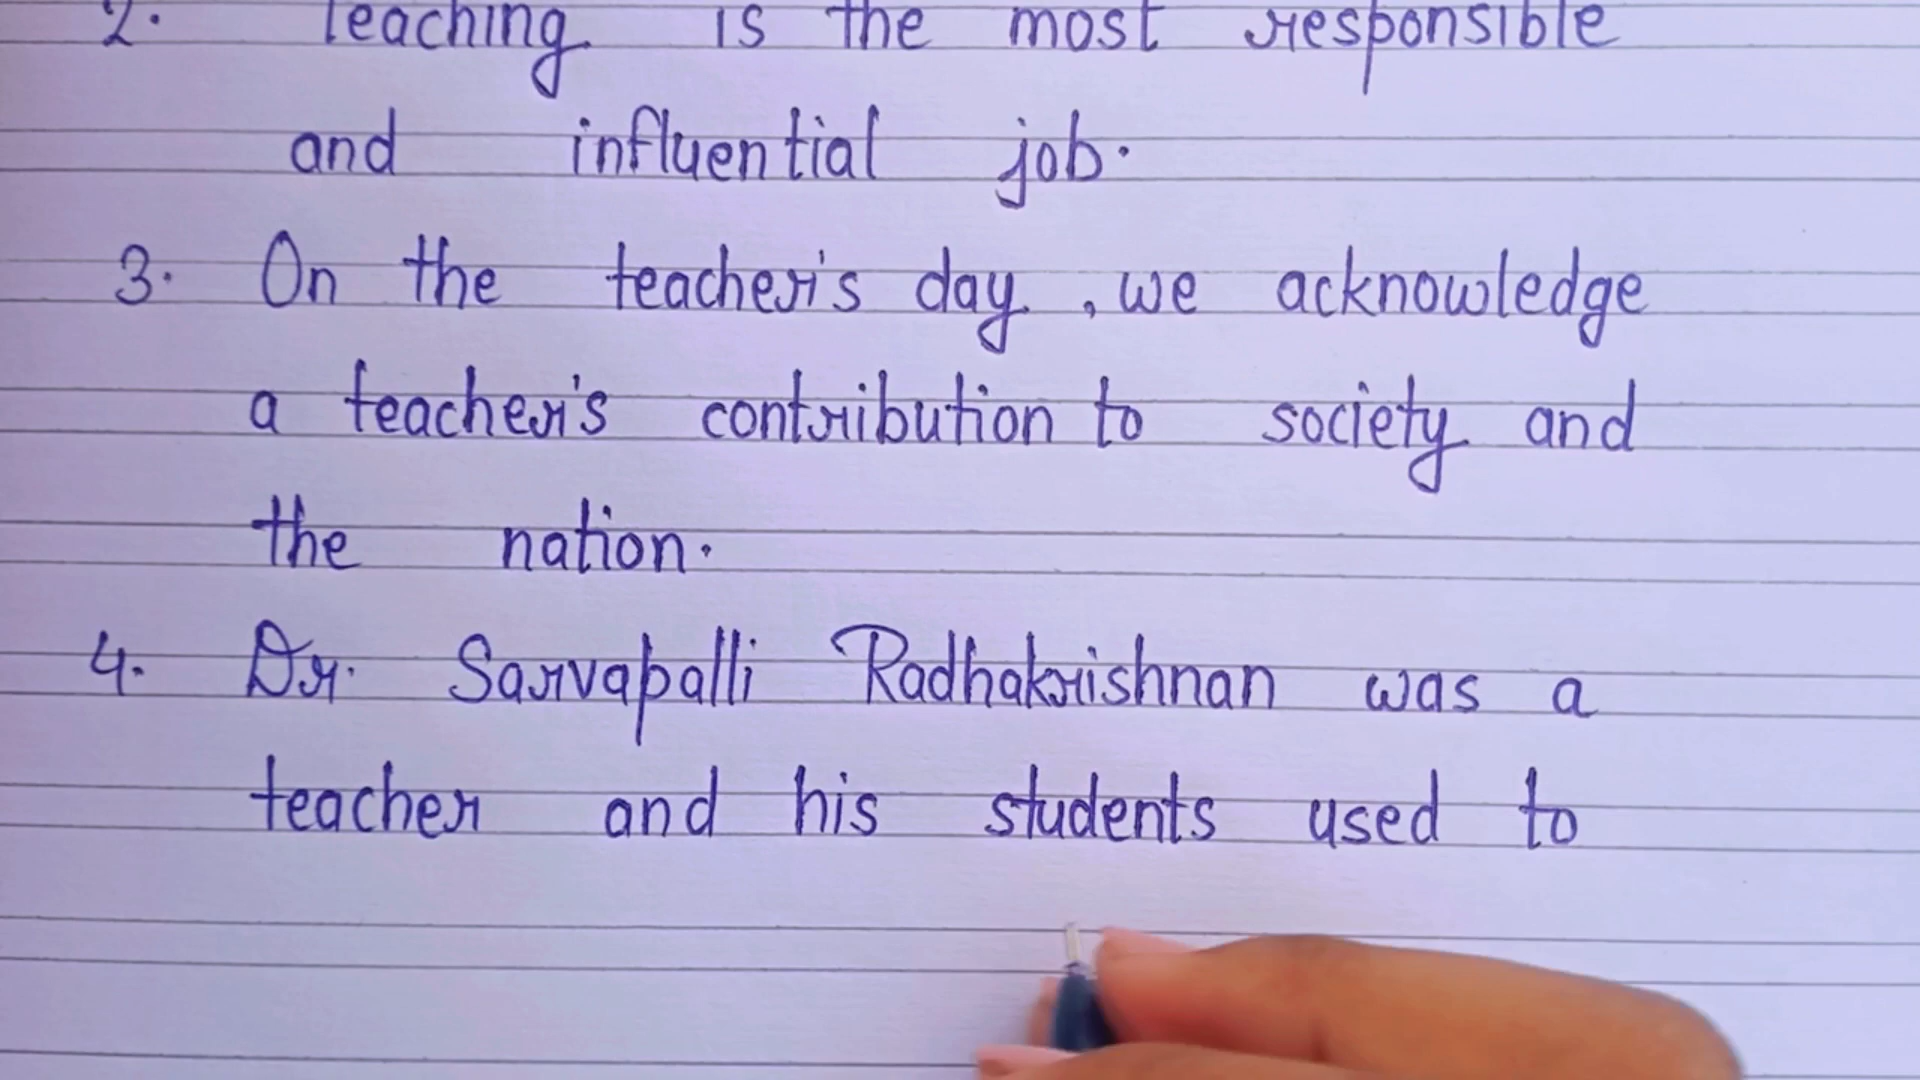 2. Teaching is the most responsible
and influential job.
3. On the teacher's day, we acknowledge
a teacher's contribution to society and
the nation.
4. Dr. Sarvapalli Radhakrishnan was a
teacher and his students used to